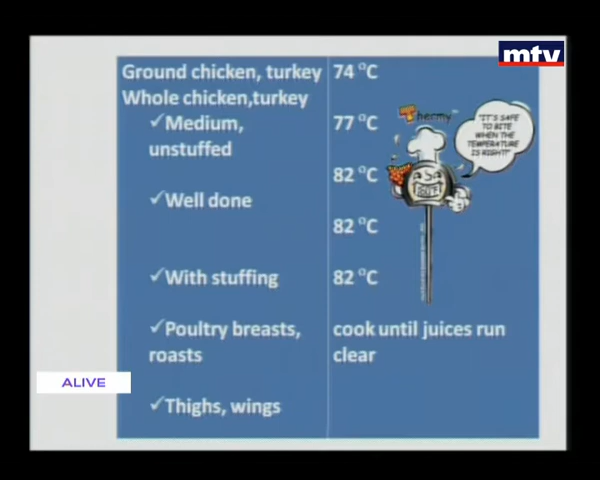 mtv
Ground chicken, turkey 74 °C
Whole chicken,turkey
✓Medium, 77 °C
unstuffed
82 °C
✓Well done
82 °C
✓With stuffing 82 °C
✓Poultry breasts, cook until juices run
roasts clear
✓Thighs, wings
Thermy™
"IT'S SAFE
TO BITE
WHEN THE
TEMPERATURE
IS RIGHT!"
ALIVE